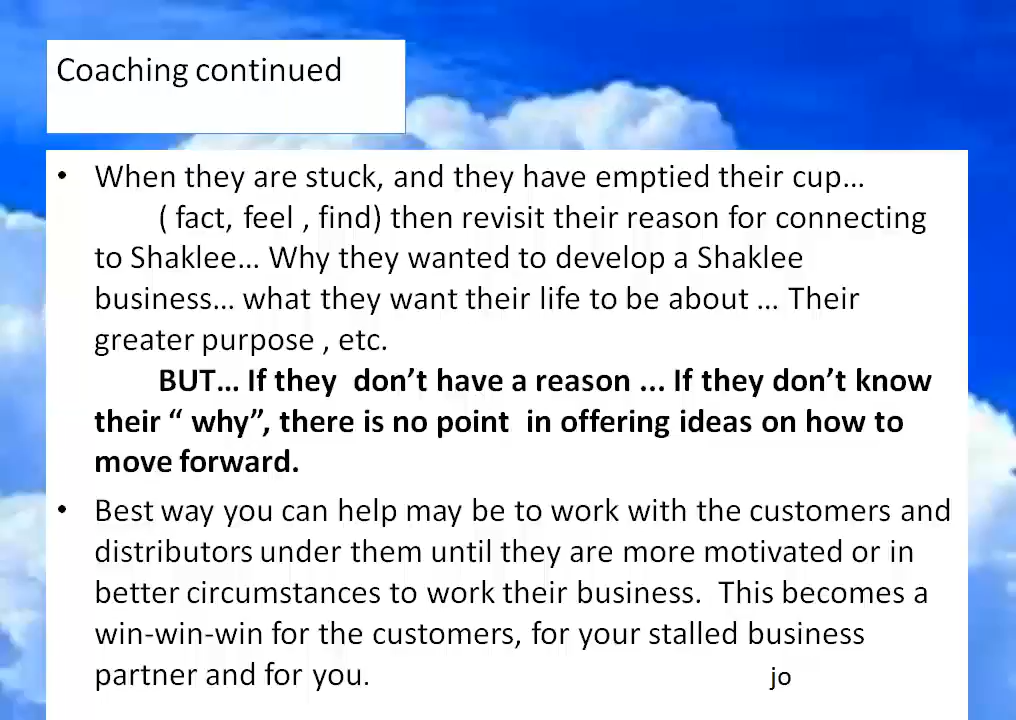 Coaching continued
• When they are stuck, and they have emptied their cup…
( fact, feel , find) then revisit their reason for connecting
to Shaklee… Why they wanted to develop a Shaklee
business… what they want their life to be about … Their
greater purpose , etc.
BUT… If they  don’t have a reason ... If they don’t know
their “ why”, there is no point  in offering ideas on how to
move forward.
• Best way you can help may be to work with the customers and
distributors under them until they are more motivated or in
better circumstances to work their business.  This becomes a
win-win-win for the customers, for your stalled business
partner and for you.
jo